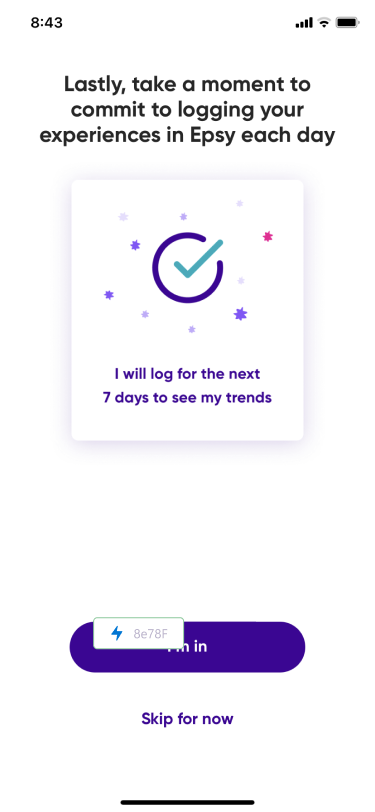 8:43
Lastly, take a moment to
commit to logging your
experiences in Epsy each day
I will log for the next
7 days to see my trends
8e78F
in
Skip for now